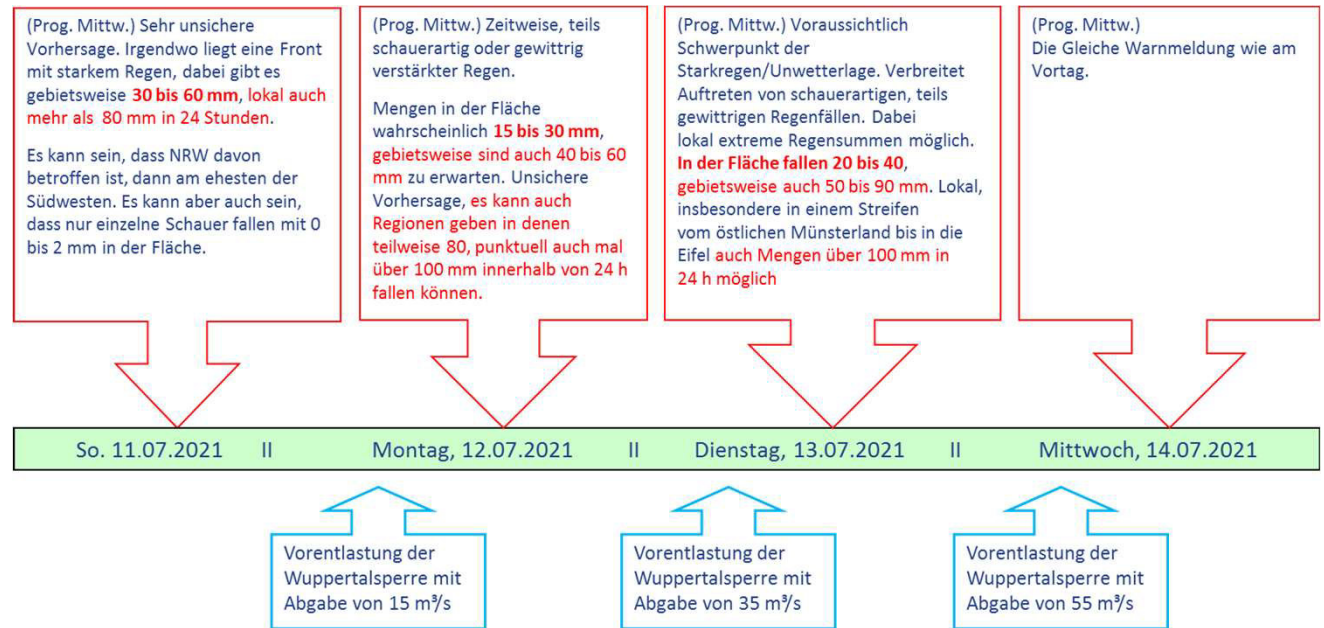 (Prog. Mittw.) Sehr unsichere
Vorhersage. Irgendwo liegt eine Front
mit starkem Regen, dabei gibt es
gebietsweise 30 bis 60 mm, lokal auch
mehr als 80 mm in 24 Stunden.
Es kann sein, dass NRW davon
betroffen ist, dann am ehesten der
Südwesten. Es kann aber auch sein,
dass nur einzelne Schauer fallen mit 0
bis 2 mm in der Fläche.
(Prog. Mittw.) Zeitweise, teils
schauerartig oder gewittrig
verstärkter Regen.
Mengen in der Fläche
wahrscheinlich 15 bis 30 mm,
gebietsweise sind auch 40 bis 60
mm zu erwarten. Unsichere
Vorhersage, es kann auch
Regionen geben in denen
teilweise 80, punktuell auch mal
über 100 mm innerhalb von 24 h
fallen können.
(Prog. Mittw.) Voraussichtlich
Schwerpunkt der
Starkregen/Unwetterlage. Verbreitet
Auftreten von schauerartigen, teils
gewittrigen Regenfällen. Dabei
lokal extreme Regensummen möglich.
In der Fläche fallen 20 bis 40,
gebietsweise auch 50 bis 90 mm. Lokal,
insbesondere in einem Streifen
vom östlichen Münsterland bis in die
Eifel auch Mengen über 100 mm in
24 h möglich
(Prog. Mittw.)
Die Gleiche Warnmeldung wie am
Vortag.
So. 11.07.2021 II Montag, 12.07.2021 II Dienstag, 13.07.2021 II Mittwoch, 14.07.2021
Vorentlastung der
Wuppertalsperre mit
Abgabe von 15 m³/s
Vorentlastung der
Wuppertalsperre mit
Abgabe von 35 m³/s
Vorentlastung der
Wuppertalsperre mit
Abgabe von 55 m³/s